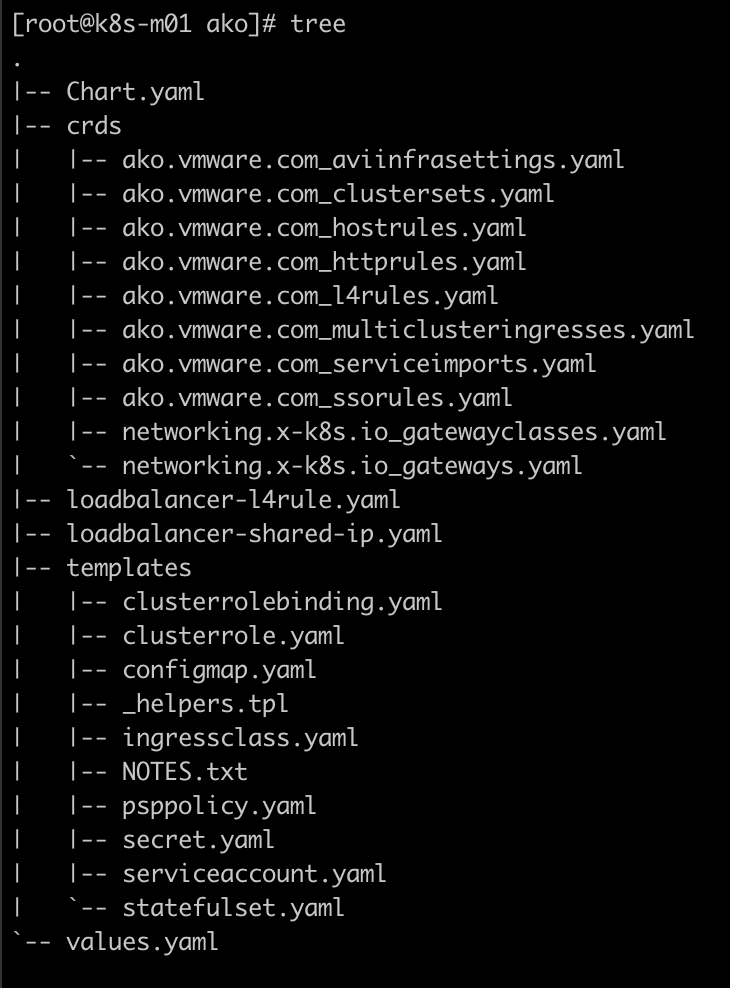 [root@k8s-m01 ako]# tree
.
|-- Chart.yaml
|-- crds
|   |-- ako.vmware.com_aviinfrasettings.yaml
|   |-- ako.vmware.com_clustersets.yaml
|   |-- ako.vmware.com_hostrules.yaml
|   |-- ako.vmware.com_httprules.yaml
|   |-- ako.vmware.com_l4rules.yaml
|   |-- ako.vmware.com_multiclusteringresses.yaml
|   |-- ako.vmware.com_serviceimports.yaml
|   |-- ako.vmware.com_ssorules.yaml
|   |-- networking.x-k8s.io_gatewayclasses.yaml
|   `-- networking.x-k8s.io_gateways.yaml
|-- loadbalancer-l4rule.yaml
|-- loadbalancer-shared-ip.yaml
|-- templates
|   |-- clusterrolebinding.yaml
|   |-- clusterrole.yaml
|   |-- configmap.yaml
|   |-- _helpers.tpl
|   |-- ingressclass.yaml
|   |-- NOTES.txt
|   |-- psppolicy.yaml
|   |-- secret.yaml
|   |-- serviceaccount.yaml
|   `-- statefulset.yaml
`-- values.yaml